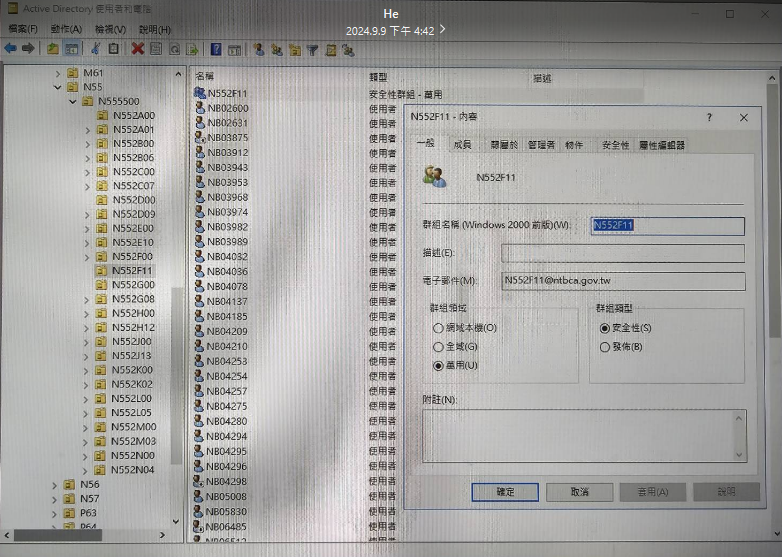 Active Directory 使用者和電腦
He
2024.9.9 下午 4:42
檔案(F) 動作(A) 檢視(V) 說明(H)
M61
N55
N555500
N552A00
N552A01
N552B00
N552B06
N552C00
N552C07
N552D00
N552D09
N552E00
N552E10
N552F00
N552F11
N552G00
N552G08
N552H00
N552H12
N552J00
N552J13
N552K00
N552K02
N552L00
N552L05
N552M00
N552M03
N552N00
N552N04
N56
N57
P63
P64
名稱 類型 描述
N552F11 安全性群組 - 萬用
NB02600 使用者
NB02631 使用者
NB03875 使用者
NB03912 使用者
NB03943 使用者
NB03953 使用者
NB03968 使用者
NB03974 使用者
NB03982 使用者
NB03989 使用者
NB04032 使用者
NB04036 使用者
NB04078 使用者
NB04137 使用者
NB04185 使用者
NB04209 使用者
NB04210 使用者
NB04253 使用者
NB04254 使用者
NB04257 使用者
NB04275 使用者
NB04280 使用者
NB04294 使用者
NB04295 使用者
NB04296 使用者
NB04298 使用者
NB05008 使用者
NB05830 使用者
NB06485 使用者
N552F11 - 內容
一般 成員 隸屬於 管理者 物件 安全性 屬性編輯器
N552F11
群組名稱 (Windows 2000 前版)(W): N552F11
描述(E):
電子郵件(M): N552F11@ntbca.gov.tw
群組領域 群組類型
網域本機(O) 安全性(S)
全域(G) 發佈(B)
萬用(U)
附註(N):
確定 取消 套用(A) 說明